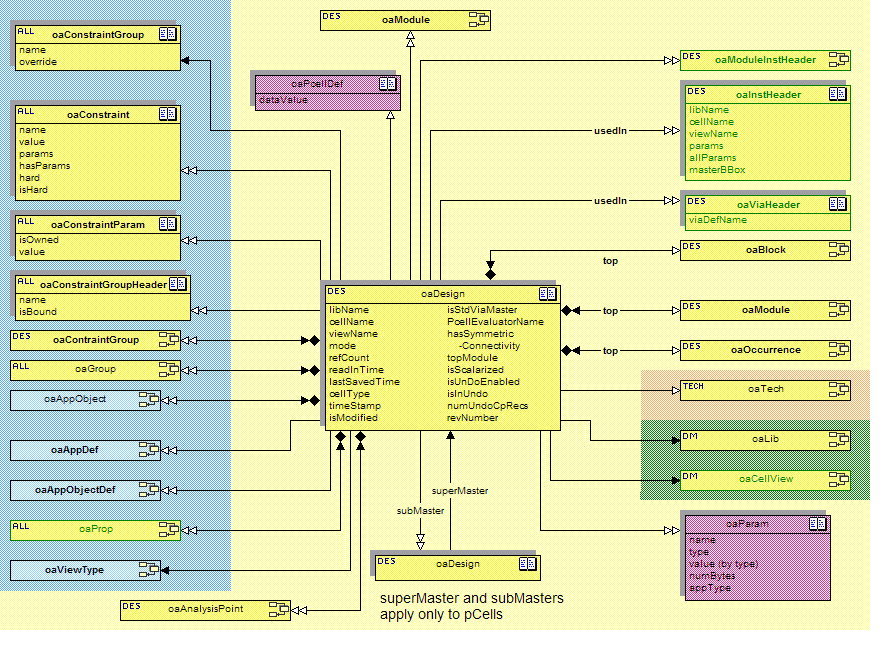 DES oaModule
ALL oaConstraintGroup
name
override
oaPcellDef
dataValue
DES oaModuleInstHeader
DES oaInstHeader
libName
cellName
viewName
params
allParams
masterBBox
usedIn
ALL oaConstraint
name
value
params
hasParams
hard
isHard
usedIn
DES oaViaHeader
viaDefName
ALL oaConstraintParam
isOwned
value
DES oaBlock
top
ALL oaConstraintGroupHeader
name
isBound
DES oaDesign
libName isStdViaMaster
cellName PcellEvaluatorName
viewName hasSymmetric
mode -Connectivity
refCount topModule
readInTime isScalarized
lastSavedTime isUnDoEnabled
cellType isInUndo
timeStamp numUndoCpRecs
isModified revNumber
top
DES oaModule
DES oaContraintGroup
top
DES oaOccurrence
ALL oaGroup
oaAppObject
TECH oaTech
oaAppDef
DM oaLib
oaAppObjectDef
DM oaCellView
superMaster
subMaster
ALL oaProp
oaParam
name
type
value (by type)
numBytes
appType
oaViewType
DES oaDesign
DES oaAnalysisPoint
superMaster and subMasters
apply only to pCells